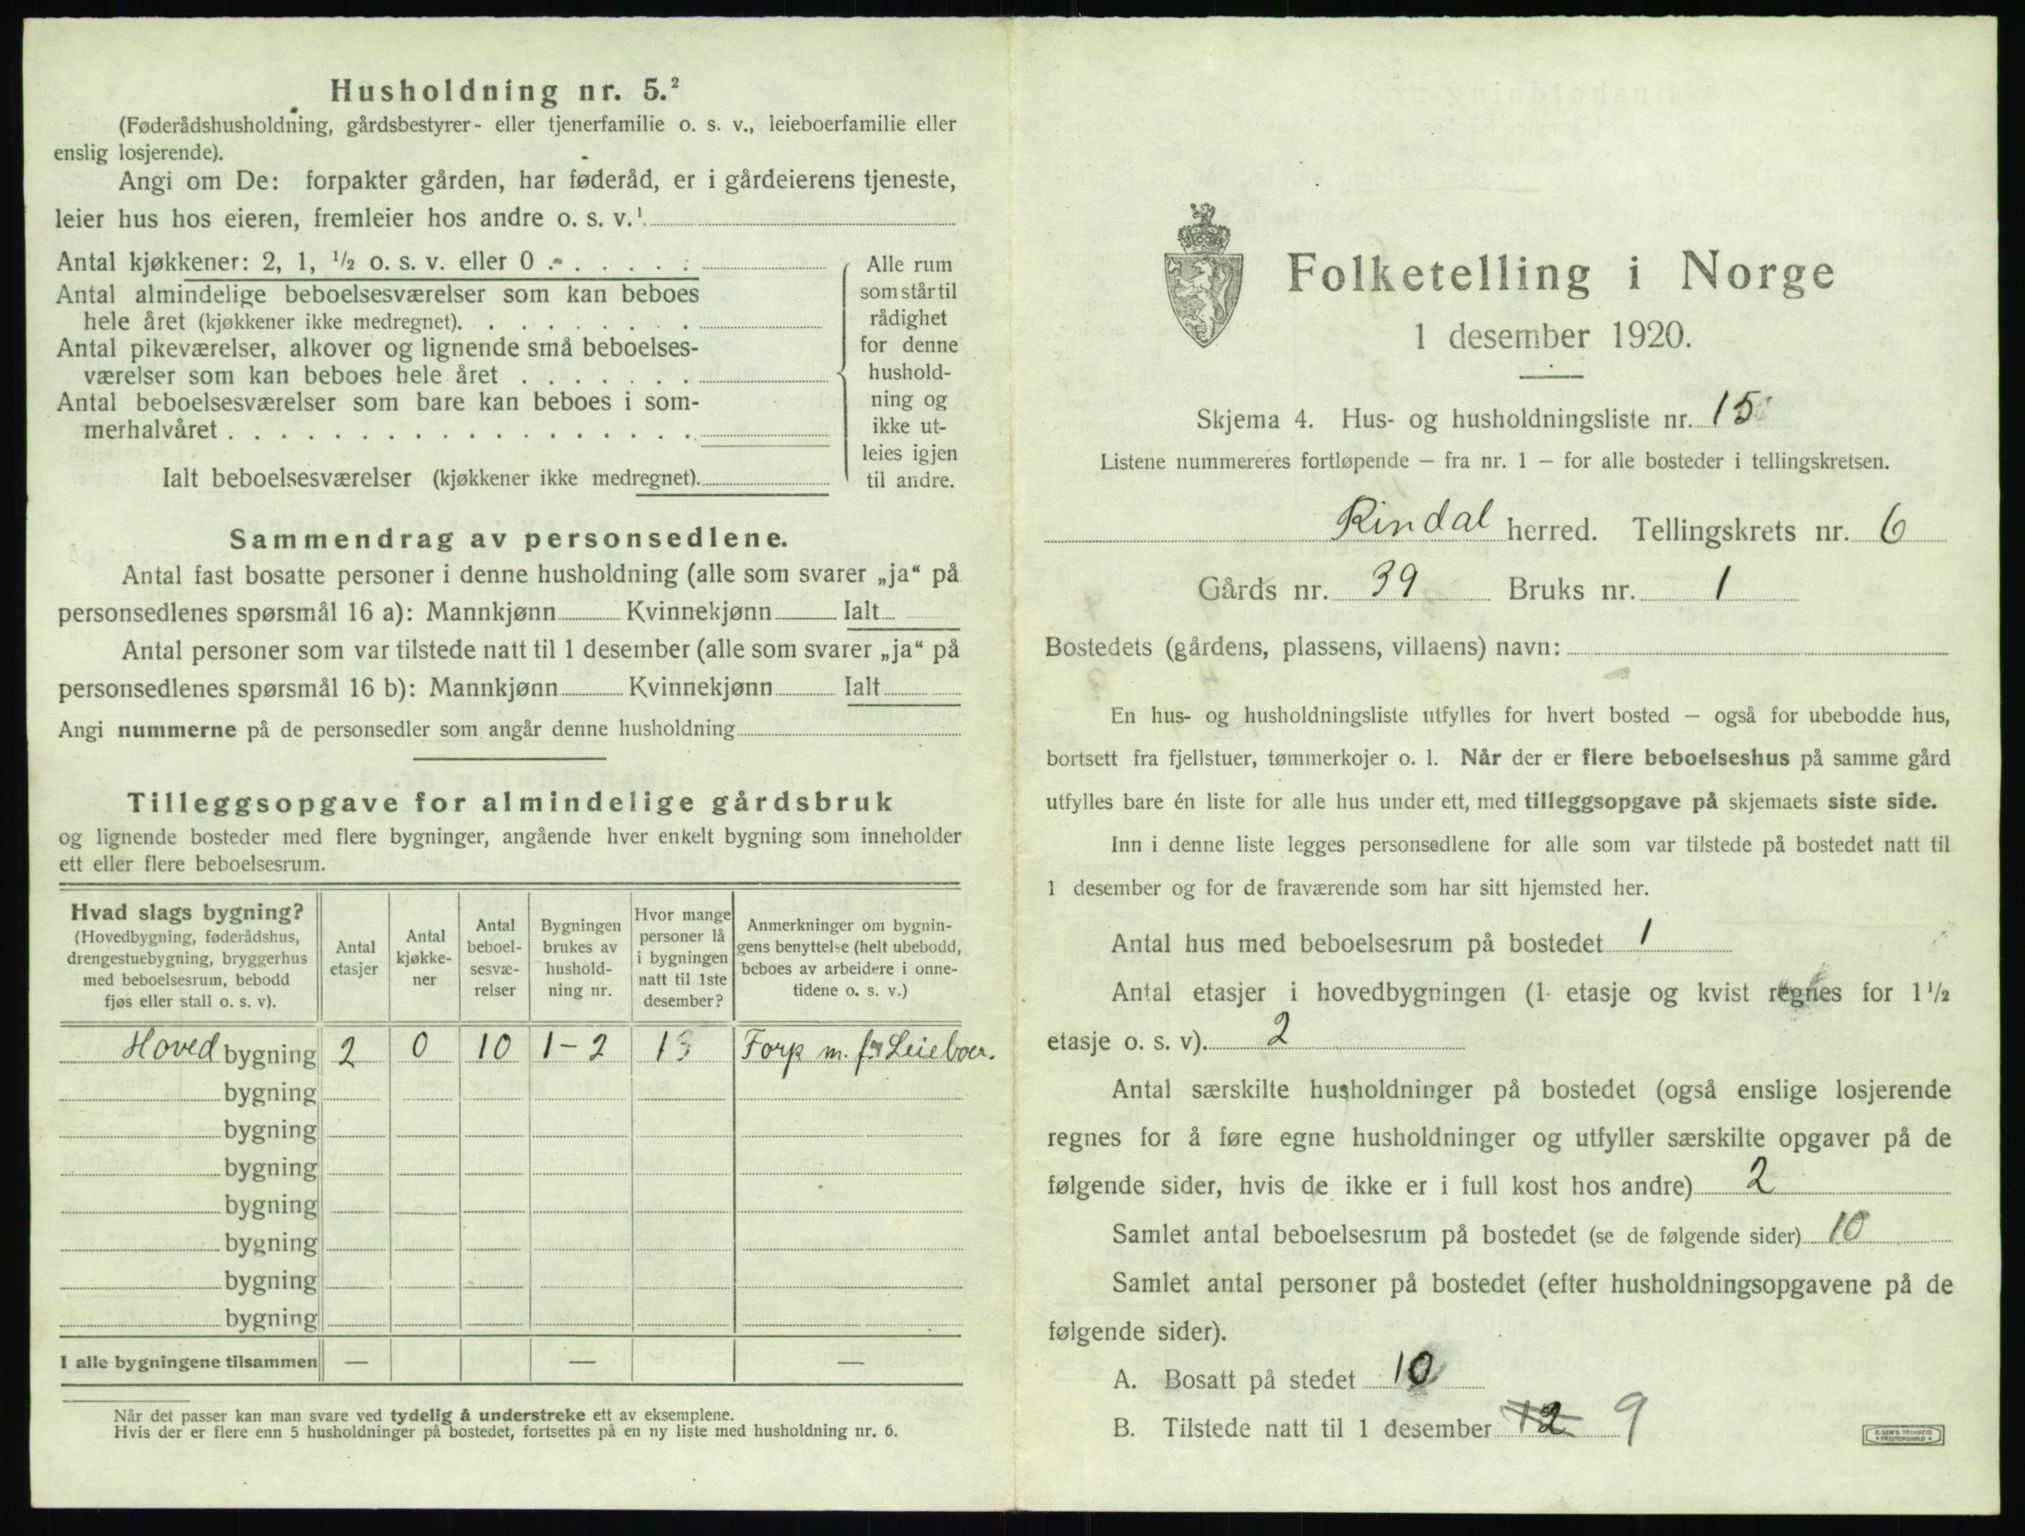 Husholdning nr. 5.²
(Føderådshusholdning, gårdsbestyrer- eller tjenerfamilie o. s. v., leieboerfamilie eller
enslig losjerende).
Angi om De: forpakter gården, har føderåd, er i gårdeierens tjeneste,
leier hus hos eieren, fremleier hos andre o. s. v.¹
Antal kjøkkener: 2, 1, ½ o. s. v. eller 0
Antal almindelige beboelsesværelser som kan beboes
hele året (kjøkkener ikke medregnet).
Antal pikeværelser, alkover og lignende små beboelses-
værelser som kan beboes hele året
Antal beboelsesværelser som bare kan beboes i som-
merhalvåret
Ialt beboelsesværelser (kjøkkener ikke medregnet).
Alle rum
som står til
rådighet
for denne
hushold-
ning og
ikke ut-
leies igjen
til andre.
Sammendrag av personsedlene.
Antal fast bosatte personer i denne husholdning (alle som svarer „ja“ på
personsedlenes spørsmål 16 a): Mannkjønn Kvinnekjønn Ialt
Antal personer som var tilstede natt til 1 desember (alle som svarer „ja“ på
personsedlenes spørsmål 16 b): Mannkjønn Kvinnekjønn Ialt
Angi nummerne på de personsedler som angår denne husholdning
Tilleggsopgave for almindelige gårdsbruk
og lignende bosteder med flere bygninger, angående hver enkelt bygning som inneholder
ett eller flere beboelsesrum.
Hvad slags bygning?
(Hovedbygning, føderådshus,
drengestuebygning, bryggerhus
med beboelsesrum, bebodd
fjøs eller stall o. s. v).
Antal
etasjer
Antal
kjøkke-
ner
Antal
beboel-
sesvæ-
relser
Bygningen
brukes av
hushold-
ning nr.
Hvor mange
personer lå
i bygningen
natt til 1ste
desember?
Anmerkninger om bygnin-
gens benyttelse (helt ubebodd,
beboes av arbeidere i onne-
tidene o. s. v.)
Hoved bygning 2 0 10 1-2 13 Forp m. Leieboer.
bygning
bygning
bygning
bygning
bygning
bygning
bygning
I alle bygningene tilsammen — — —
Når det passer kan man svare ved tydelig å understreke ett av eksemplene.
Hvis der er flere enn 5 husholdninger på bostedet, fortsettes på en ny liste med husholdning nr. 6.
Folketelling i Norge
1 desember 1920.
Skjema 4. Hus- og husholdningsliste nr. 15
Listene nummereres fortløpende — fra nr. 1 — for alle bosteder i tellingskretsen.
Rindal herred. Tellingskrets nr. 6
Gårds nr. 39 Bruks nr. 1
Bostedets (gårdens, plassens, villaens) navn:
En hus- og husholdningsliste utfylles for hvert bosted — også for ubebodde hus,
bortsett fra fjellstuer, tømmerkojer o. l. Når der er flere beboelseshus på samme gård
utfylles bare én liste for alle hus under ett, med tilleggsopgave på skjemaets siste side.
Inn i denne liste legges personsedlene for alle som var tilstede på bostedet natt til
1 desember og for de fraværende som har sitt hjemsted her.
Antal hus med beboelsesrum på bostedet 1
Antal etasjer i hovedbygningen (1 etasje og kvist regnes for 1½
etasje o. s. v). 2
Antal særskilte husholdninger på bostedet (også enslige losjerende
regnes for å føre egne husholdninger og utfyller særskilte opgaver på de
følgende sider, hvis de ikke er i full kost hos andre) 2
Samlet antal beboelsesrum på bostedet (se de følgende sider) 10
Samlet antal personer på bostedet (efter husholdningsopgavene på de
følgende sider).
A. Bosatt på stedet 10
B. Tilstede natt til 1 desember 12 9